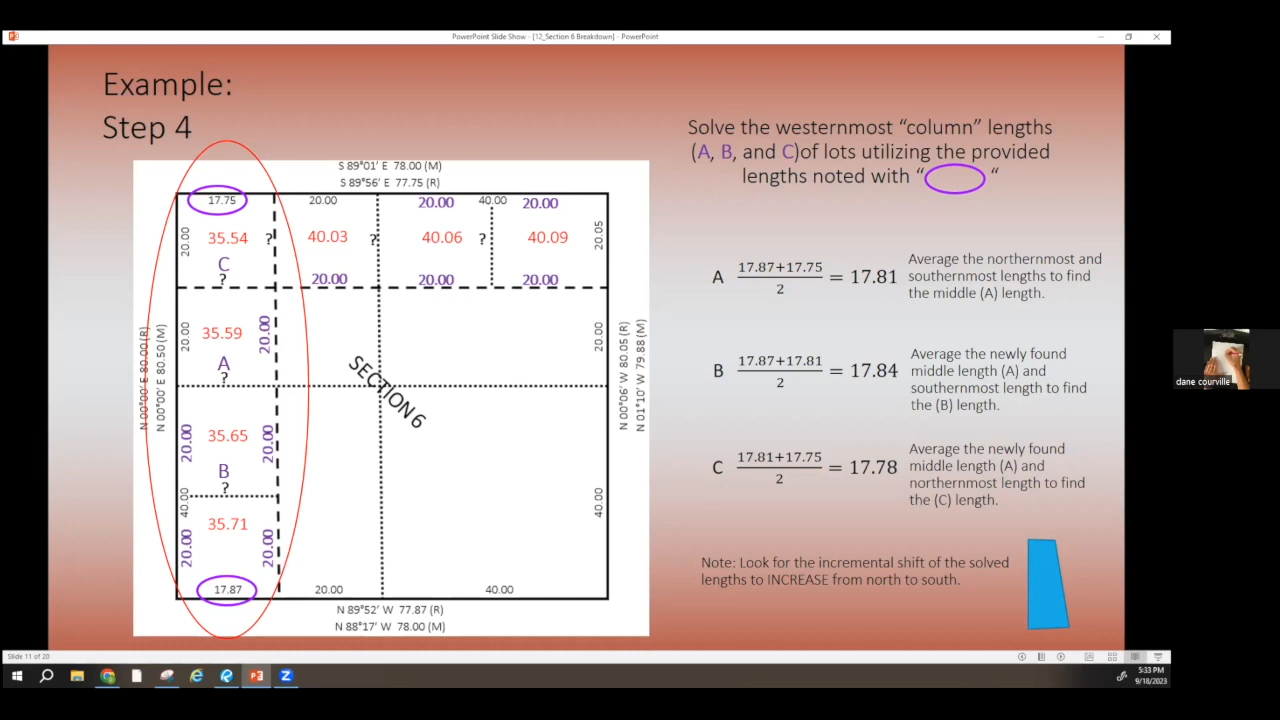 PowerPoint Slide Show - [12_Section 6 Breakdown] - PowerPoint
Example:
Step 4
S 89°01’ E 78.00 (M)
S 89°56’ E 77.75 (R)
17.75
20.00
20.00
40.00
20.00
20.00
35.54
?
40.03
?
40.06
?
40.09
20.05
C
?
20.00
20.00
20.00
20.00
35.59
20.00
20.00
A
?
N 00°00’ E 80.00 (R)
N 00°00’ E 80.50 (M)
SECTION 6
N 00°06’ W 80.05 (R)
N 01°10’ W 79.88 (M)
20.00
35.65
20.00
B
?
40.00
40.00
35.71
20.00
20.00
17.87
20.00
40.00
N 89°52’ W 77.87 (R)
N 88°17’ W 78.00 (M)
Solve the westernmost “column” lengths
(A, B, and C)of lots utilizing the provided
lengths noted with “ “
A
17.87+17.75
2
= 17.81
Average the northernmost and
southernmost lengths to find
the middle (A) length.
B
17.87+17.81
2
= 17.84
Average the newly found
middle length (A) and
southernmost length to find
the (B) length.
C
17.81+17.75
2
= 17.78
Average the newly found
middle length (A) and
northernmost length to find
the (C) length.
Note: Look for the incremental shift of the solved
lengths to INCREASE from north to south.
dane courville
Slide 11 of 20
5:33 PM
9/18/2023